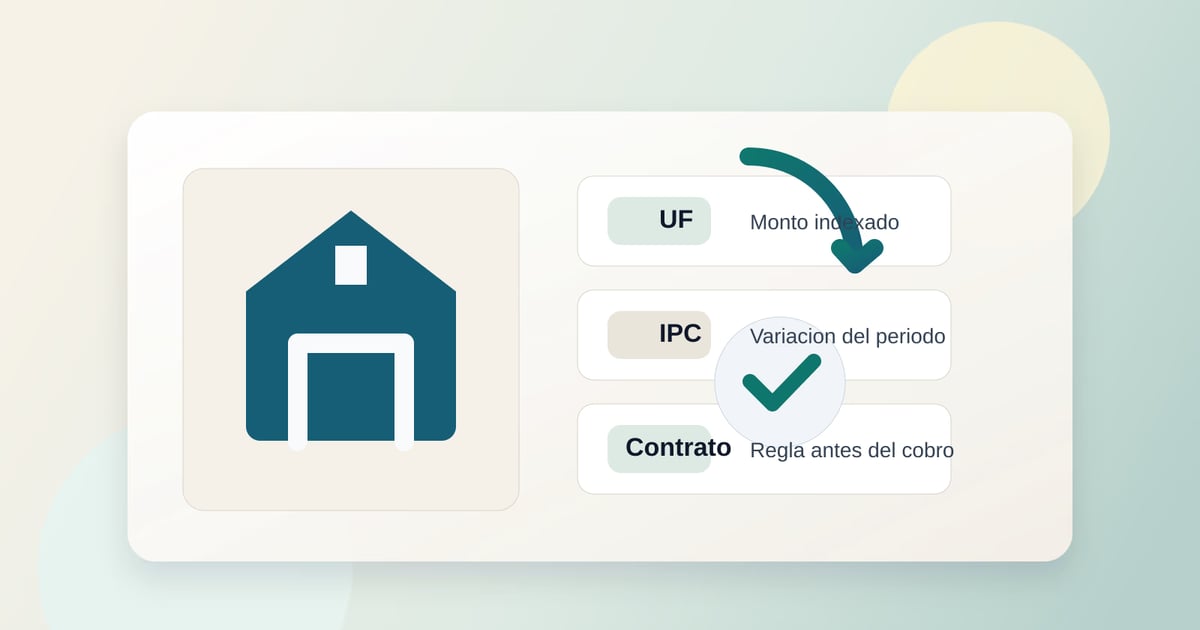 UF
Monto indexado
IPC
Variacion del periodo
Contrato
Regla antes del cobro